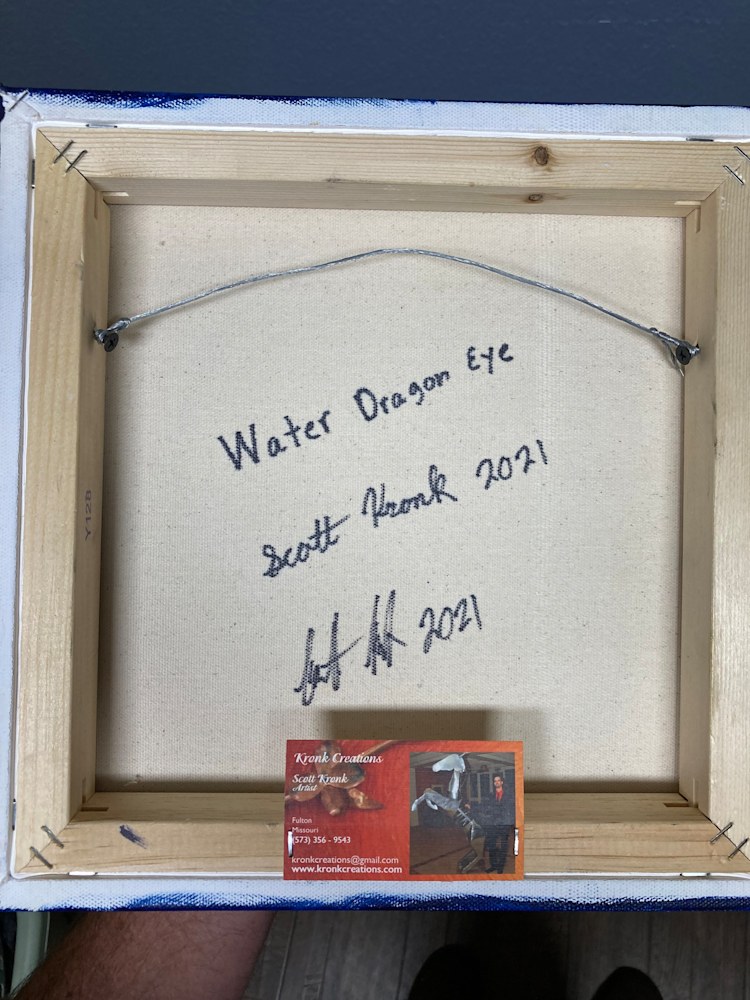 Water Dragon Eye
Scott Kronk 2021
2021
Y128
Kronk Creations
Scott Kronk
Artist
Fulton
Missouri
(573) 356 - 9543
kronkcreations@gmail.com
www.kronkcreations.com